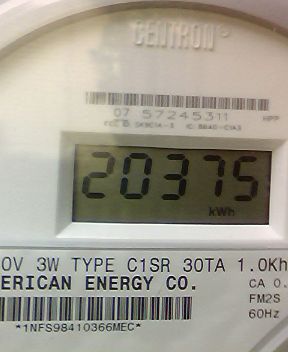 CENTRON®
07 57245311 HPP
20375
kWh
0V 3W TYPE C1SR 30TA 1.0Kh
ERICAN ENERGY CO. CA 0.
FM2S
60Hz
*1NFS98410366MEC*